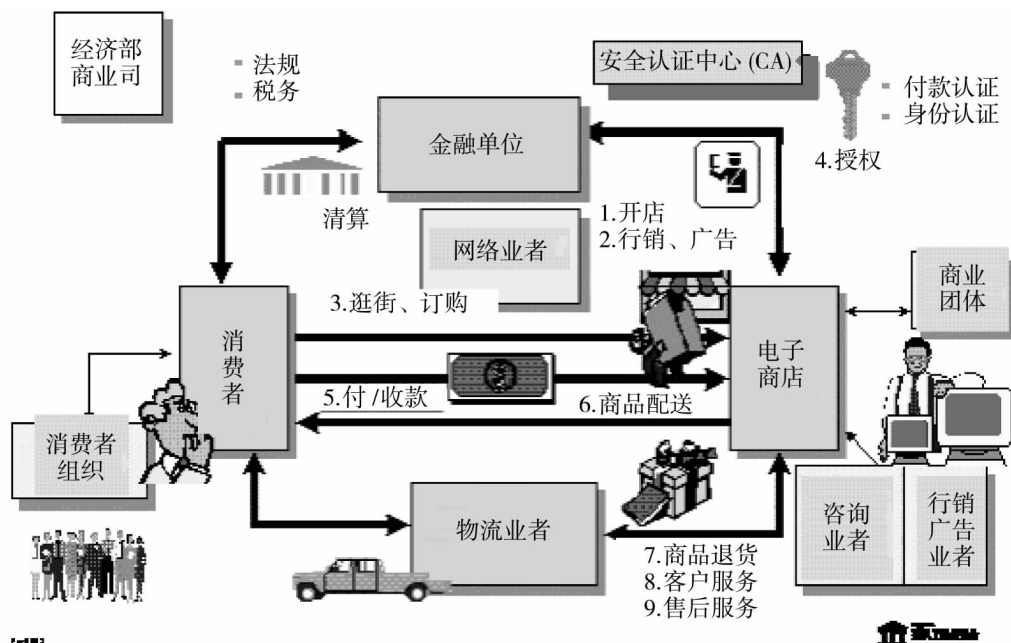 经济部
商业司
法规
税务
安全认证中心 (CA)
付款认证
身份认证
4.授权
金融单位
清算
网络业者
1.开店
2.行销、广告
3.逛街、订购
商业
团体
消
费
者
电子
商店
5.付/收款
6.商品配送
消费者
组织
物流业者
7.商品退货
8.客户服务
9.售后服务
咨询
业者
行销
广告
业者